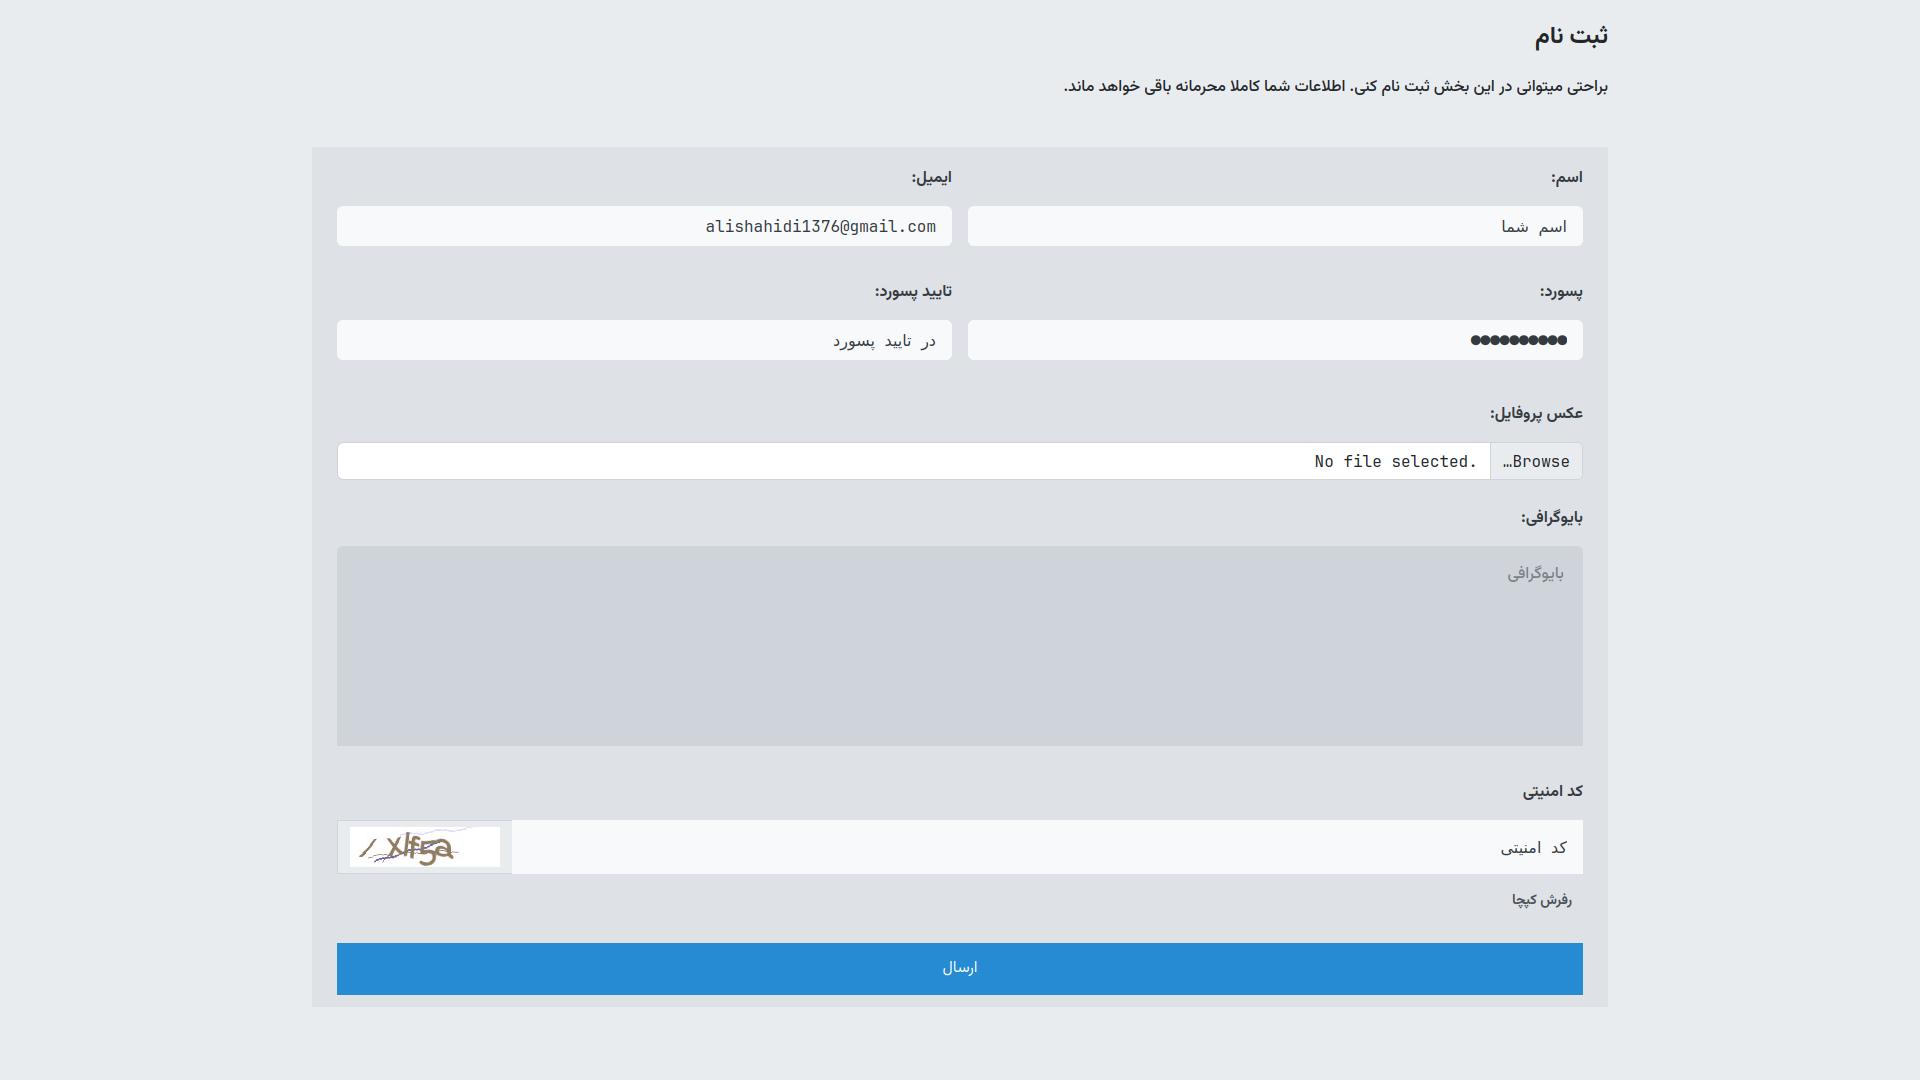 ثبت نام
براحتی میتوانی در این بخش ثبت نام کنی. اطلاعات شما کاملا محرمانه باقی خواهد ماند.
اسم:
اسم شما
ایمیل:
alishahidi1376@gmail.com
پسورد:
●●●●●●●●●●
تایید پسورد:
در تایید پسورد
عکس پروفایل:
Browse…
No file selected.
بایوگرافی:
بایوگرافی
کد امنیتی
کد امنیتی
xlf5a
رفرش کپچا
ارسال